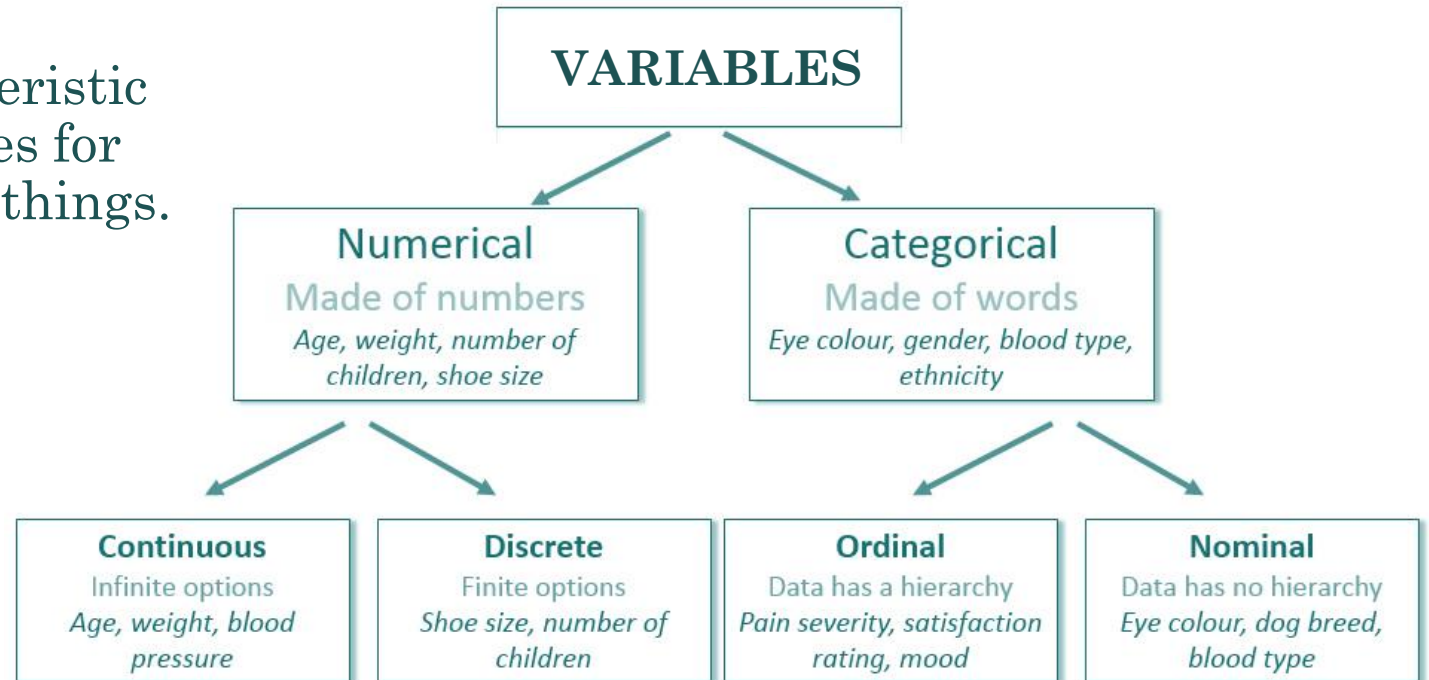 eristic
es for
things.
VARIABLES
Numerical
Made of numbers
Age, weight, number of
children, shoe size
Categorical
Made of words
Eye colour, gender, blood type,
ethnicity
Continuous
Infinite options
Age, weight, blood
pressure
Discrete
Finite options
Shoe size, number of
children
Ordinal
Data has a hierarchy
Pain severity, satisfaction
rating, mood
Nominal
Data has no hierarchy
Eye colour, dog breed,
blood type